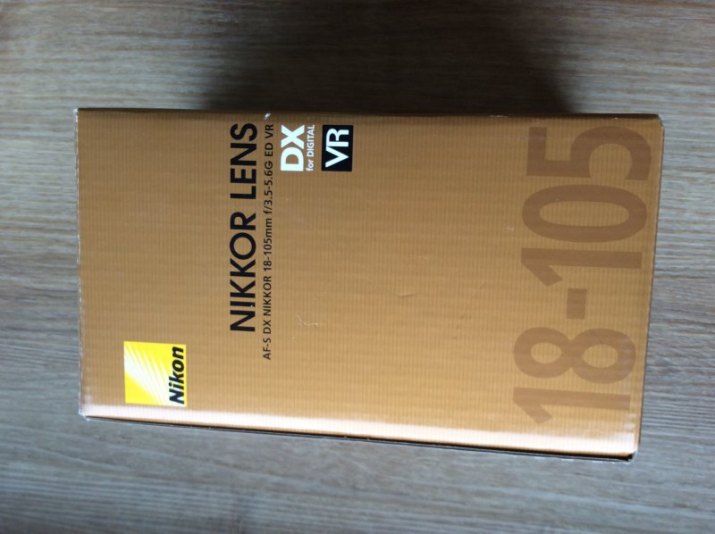 Nikon
NIKKOR LENS
AF-S DX NIKKOR 18-105mm f/3.5-5.6G ED VR
DX
for DIGITAL
VR
18-105